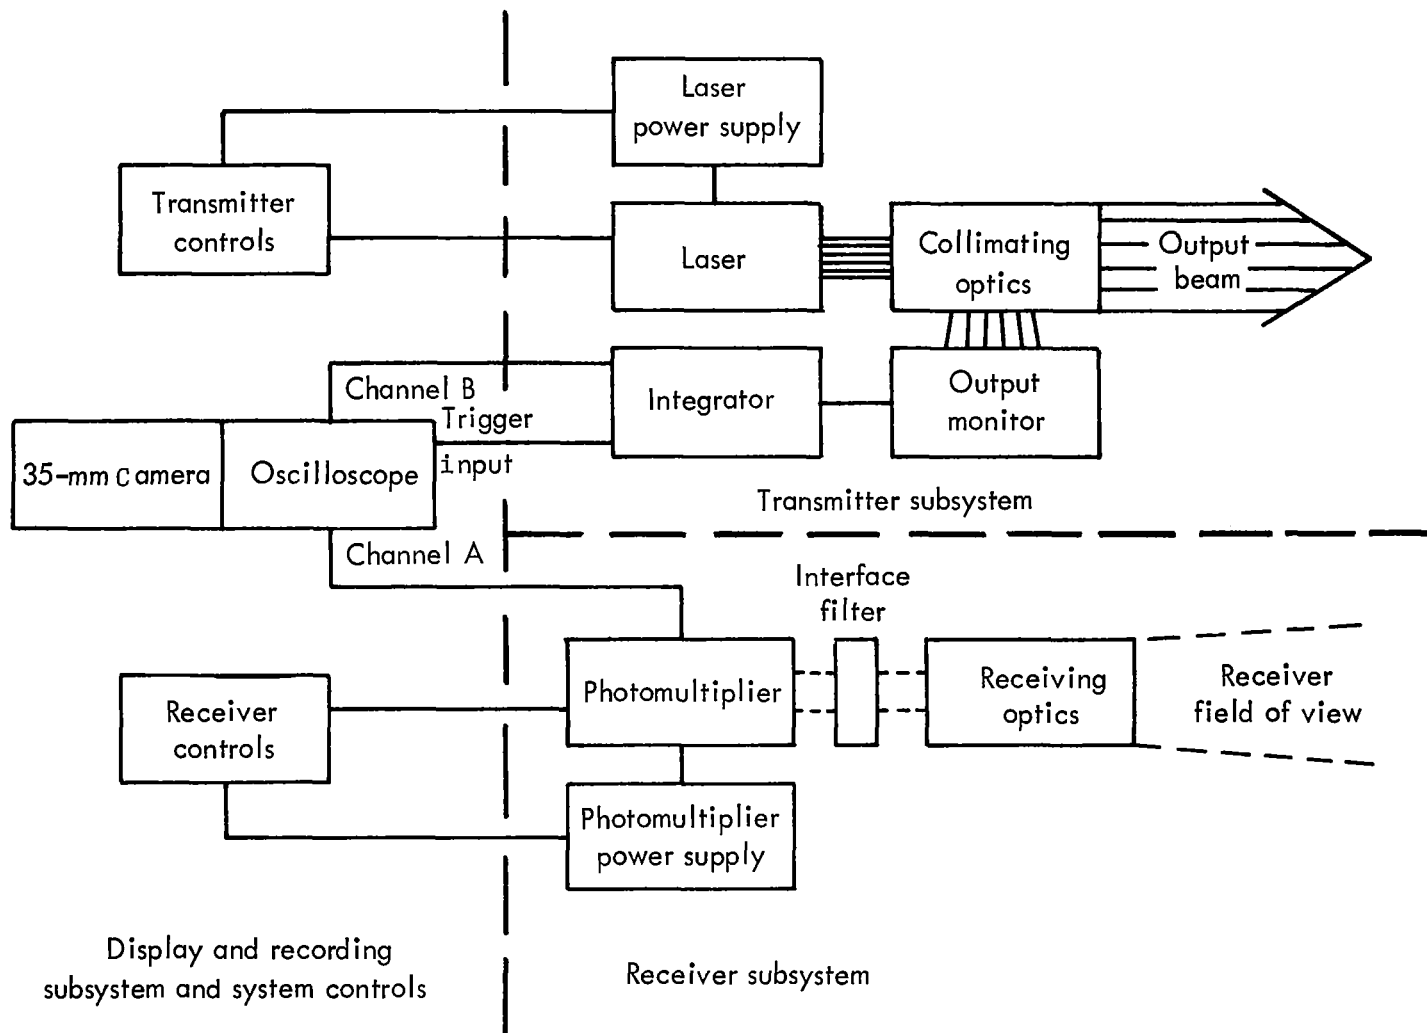 Laser
power supply
Transmitter
controls
Laser
Collimating
optics
Output
beam
Channel B
Trigger
input
Integrator
Output
monitor
35-mm Camera
Oscilloscope
Transmitter subsystem
Channel A
Interface
filter
Photomultiplier
Receiving
optics
Receiver
field of view
Receiver
controls
Photomultiplier
power supply
Display and recording
subsystem and system controls
Receiver subsystem